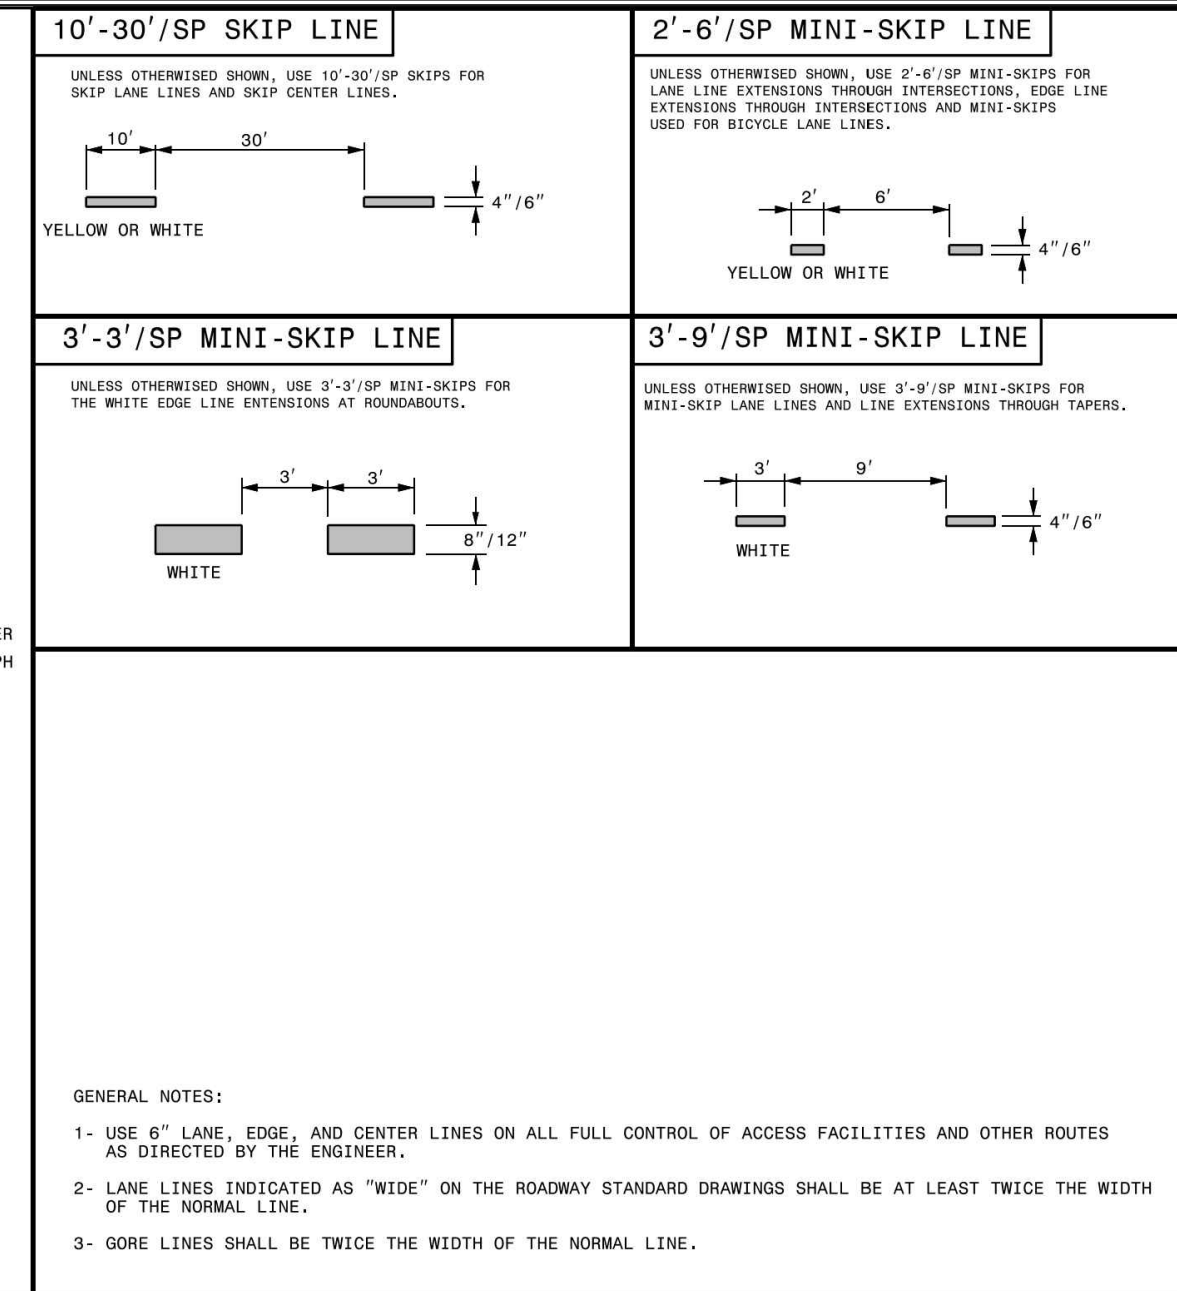 10'-30'/SP SKIP LINE
UNLESS OTHERWISED SHOWN, USE 10'-30'/SP SKIPS FOR
SKIP LANE LINES AND SKIP CENTER LINES.
10'
30'
4"/6"
YELLOW OR WHITE
2'-6'/SP MINI-SKIP LINE
UNLESS OTHERWISED SHOWN, USE 2'-6'/SP MINI-SKIPS FOR
LANE LINE EXTENSIONS THROUGH INTERSECTIONS, EDGE LINE
EXTENSIONS THROUGH INTERSECTIONS AND MINI-SKIPS
USED FOR BICYCLE LANE LINES.
2'
6'
4"/6"
YELLOW OR WHITE
3'-3'/SP MINI-SKIP LINE
UNLESS OTHERWISED SHOWN, USE 3'-3'/SP MINI-SKIPS FOR
THE WHITE EDGE LINE ENTENSIONS AT ROUNDABOUTS.
3'
3'
8"/12"
WHITE
3'-9'/SP MINI-SKIP LINE
UNLESS OTHERWISED SHOWN, USE 3'-9'/SP MINI-SKIPS FOR
MINI-SKIP LANE LINES AND LINE EXTENSIONS THROUGH TAPERS.
3'
9'
4"/6"
WHITE
PH
GENERAL NOTES:
1- USE 6" LANE, EDGE, AND CENTER LINES ON ALL FULL CONTROL OF ACCESS FACILITIES AND OTHER ROUTES
AS DIRECTED BY THE ENGINEER.
2- LANE LINES INDICATED AS "WIDE" ON THE ROADWAY STANDARD DRAWINGS SHALL BE AT LEAST TWICE THE WIDTH
OF THE NORMAL LINE.
3- GORE LINES SHALL BE TWICE THE WIDTH OF THE NORMAL LINE.